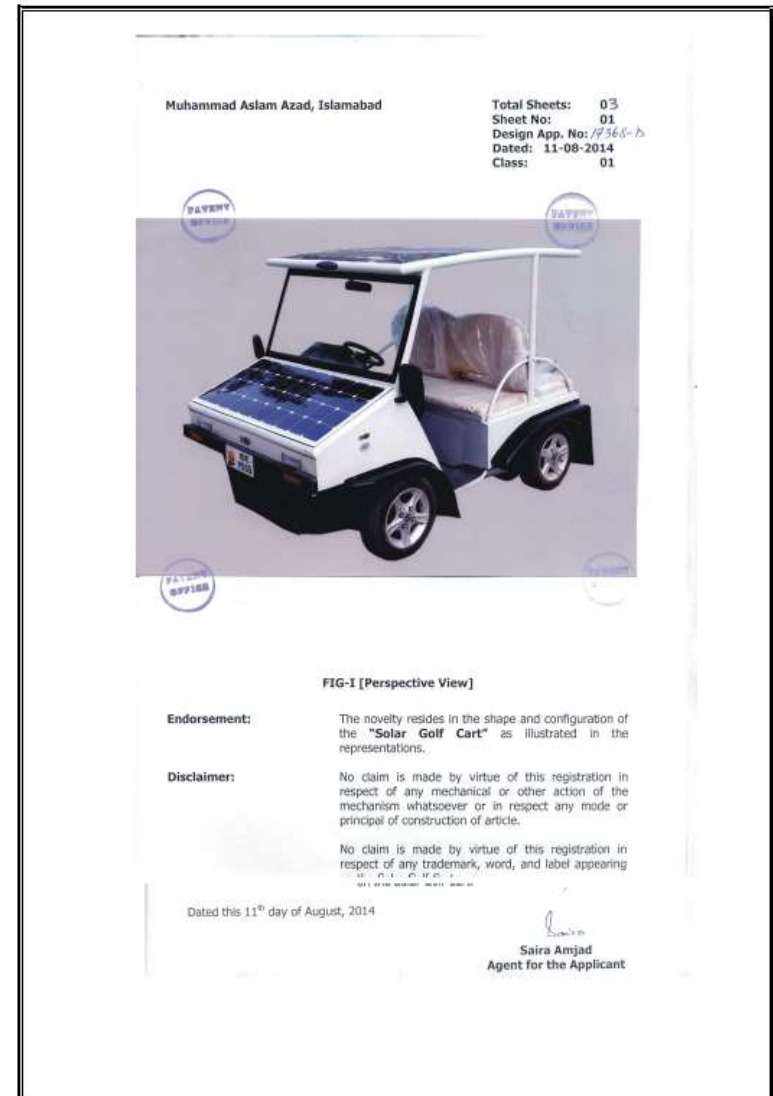 Muhammad Aslam Azad, Islamabad
Total Sheets: 03
Sheet No: 01
Design App. No: 17368-D
Dated: 11-08-2014
Class: 01
PATENT
OFFICE
PATENT
OFFICE
PATENT
OFFICE
PATENT
FIG-I [Perspective View]
Endorsement: The novelty resides in the shape and configuration of
the "Solar Golf Cart" as illustrated in the
representations.
Disclaimer: No claim is made by virtue of this registration in
respect of any mechanical or other action of the
mechanism whatsoever or in respect any mode or
principal of construction of article.
No claim is made by virtue of this registration in
respect of any trademark, word, and label appearing
Dated this 11th day of August, 2014
Saira
Saira Amjad
Agent for the Applicant